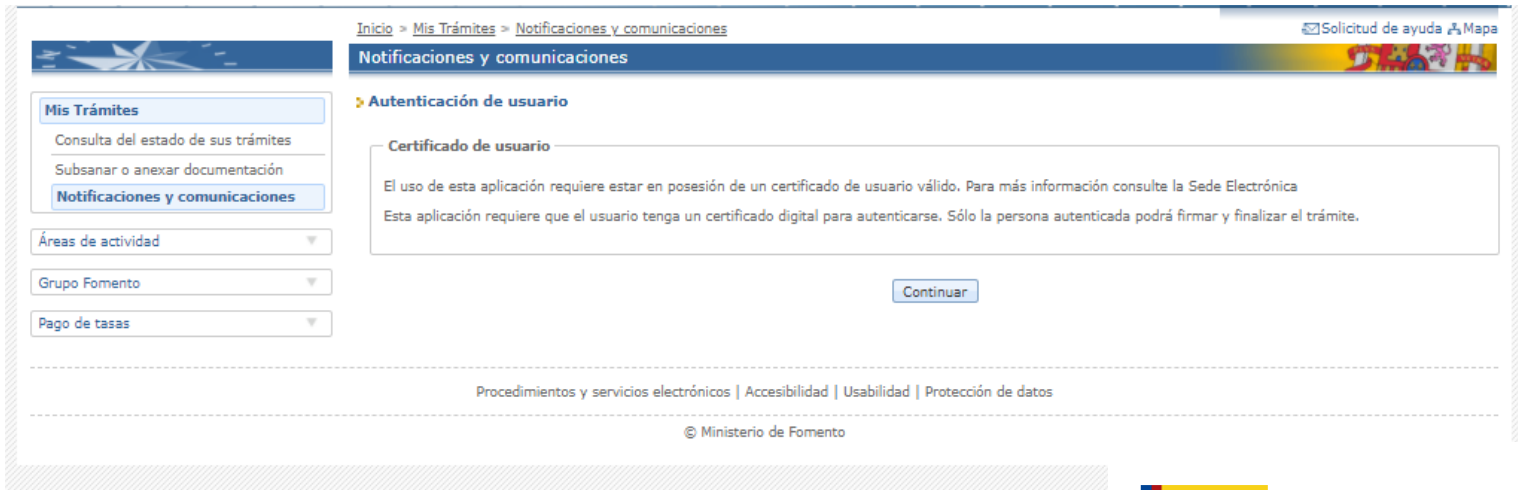 Inicio > Mis Trámites > Notificaciones y comunicaciones
Solicitud de ayuda Mapa
Notificaciones y comunicaciones
Mis Trámites
Consulta del estado de sus trámites
Subsanar o anexar documentación
Notificaciones y comunicaciones
Áreas de actividad
Grupo Fomento
Pago de tasas
Autenticación de usuario
Certificado de usuario
El uso de esta aplicación requiere estar en posesión de un certificado de usuario válido. Para más información consulte la Sede Electrónica
Esta aplicación requiere que el usuario tenga un certificado digital para autenticarse. Sólo la persona autenticada podrá firmar y finalizar el trámite.
Continuar
Procedimientos y servicios electrónicos | Accesibilidad | Usabilidad | Protección de datos
© Ministerio de Fomento